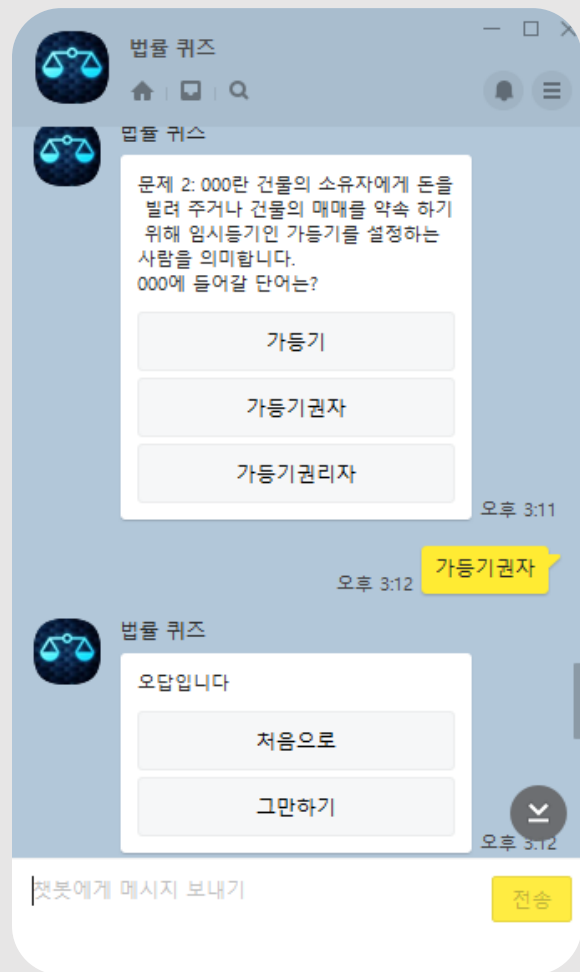 법률 퀴즈
법률 퀴즈
문제 2: 000란 건물의 소유자에게 돈을
빌려 주거나 건물의 매매를 약속 하기
위해 임시등기인 가등기를 설정하는
사람을 의미합니다.
000에 들어갈 단어는?
가등기
가등기권자
가등기권리자
오후 3:11
가등기권자
오후 3:12
법률 퀴즈
오답입니다
처음으로
그만하기
오후 3:12
챗봇에게 메시지 보내기
전송